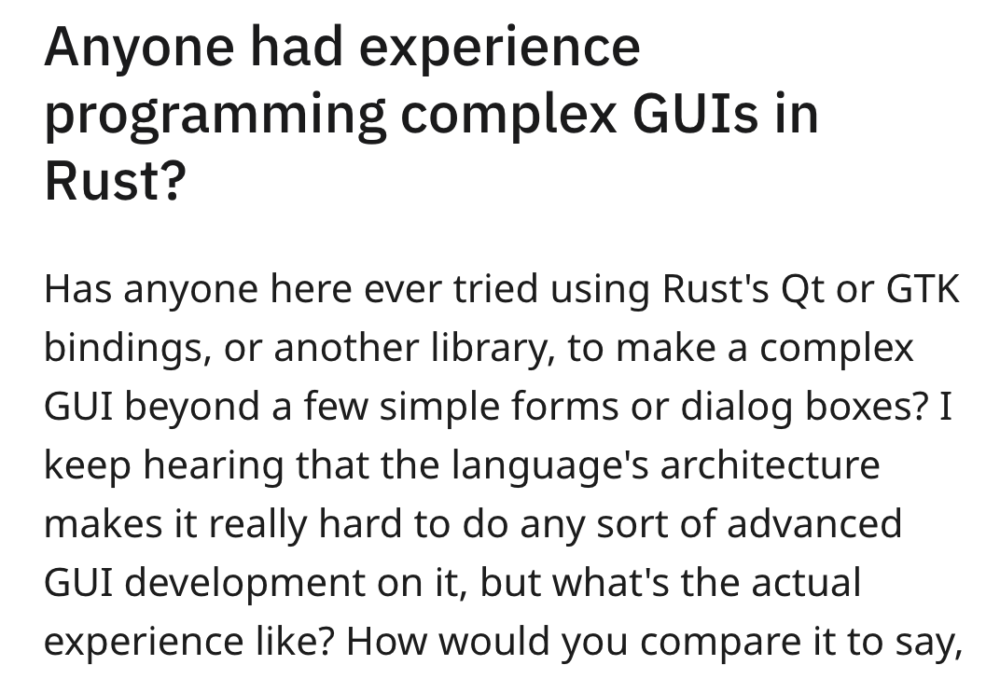 Anyone had experience
programming complex GUIs in
Rust?
Has anyone here ever tried using Rust's Qt or GTK
bindings, or another library, to make a complex
GUI beyond a few simple forms or dialog boxes? I
keep hearing that the language's architecture
makes it really hard to do any sort of advanced
GUI development on it, but what's the actual
experience like? How would you compare it to say,